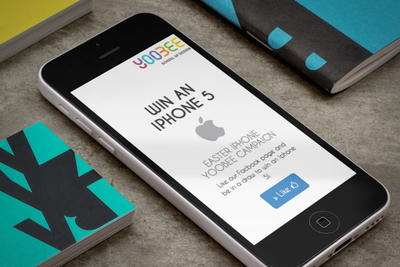 YOOBEE
SCHOOL OF DESIGN
WIN AN
IPHONE 5
EASTER IPHONE
YOOBEE CAMPAIGN
Like our Facbook page and
be in a draw to win an iphone
5!
» Like